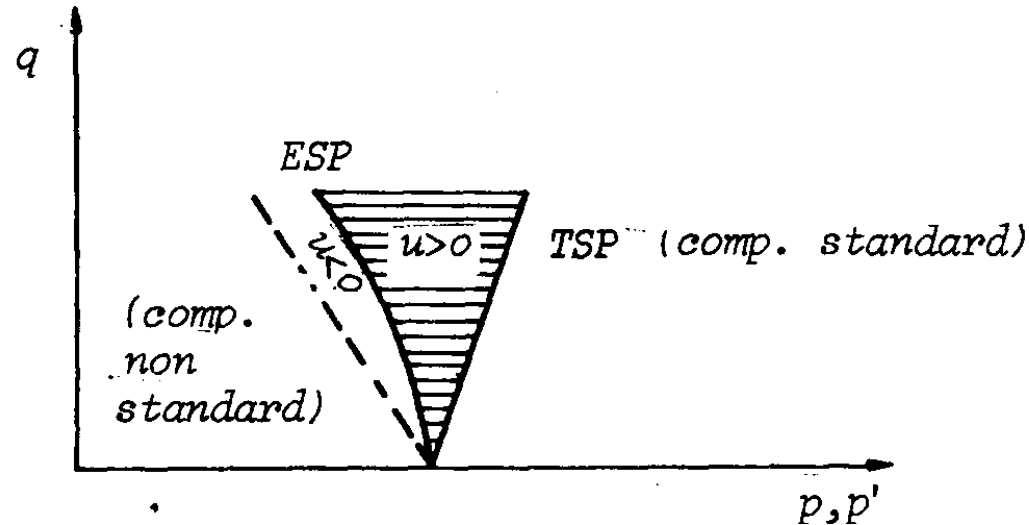 q
ESP
u<0
u>0
TSP (comp. standard)
(comp.
non
standard)
p,p'